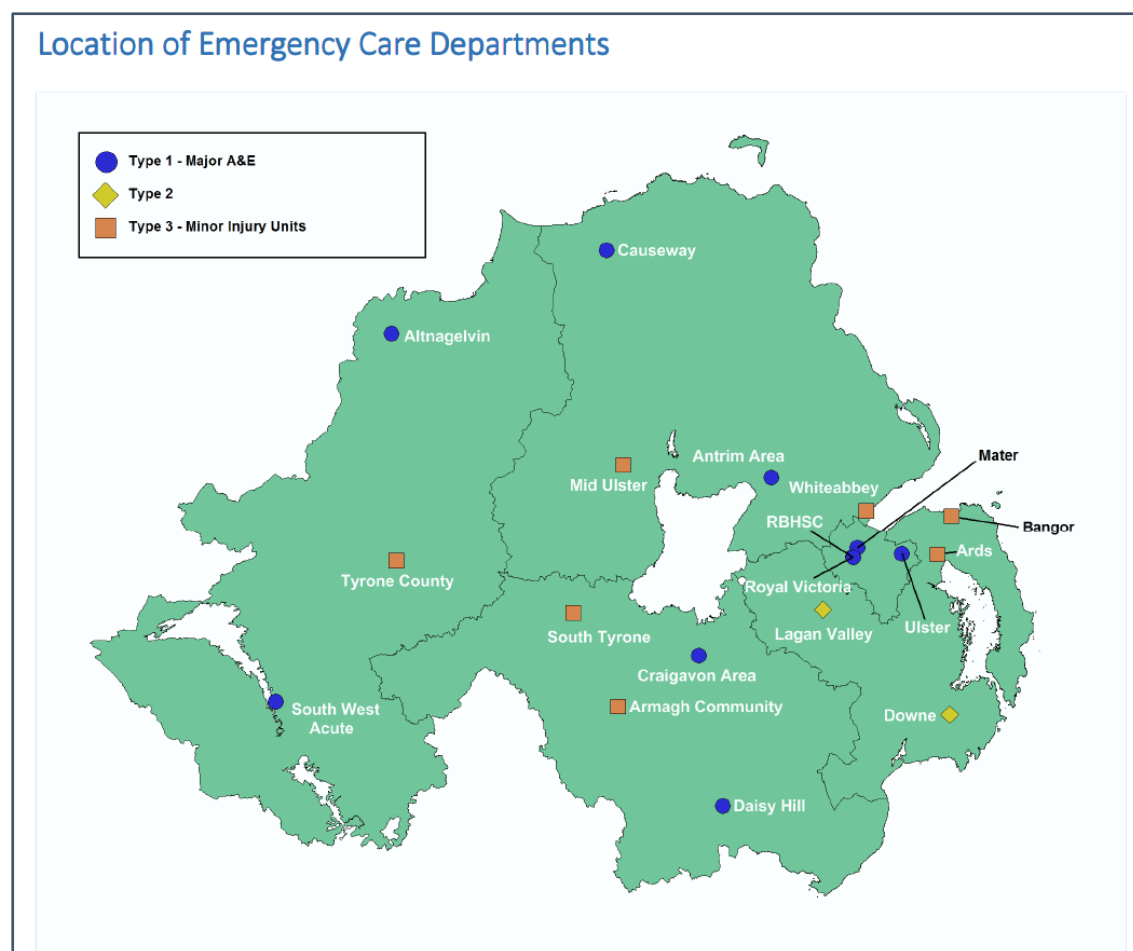 Location of Emergency Care Departments
Type 1 - Major A&E
Type 2
Type 3 - Minor Injury Units
Causeway
Altnagelvin
Antrim Area
Mater
Mid Ulster
Whiteabbey
RBHSC
Bangor
Ards
Tyrone County
Royal Victoria
Ulster
South Tyrone
Lagan Valley
Craigavon Area
South West
Acute
Armagh Community
Downe
Daisy Hill